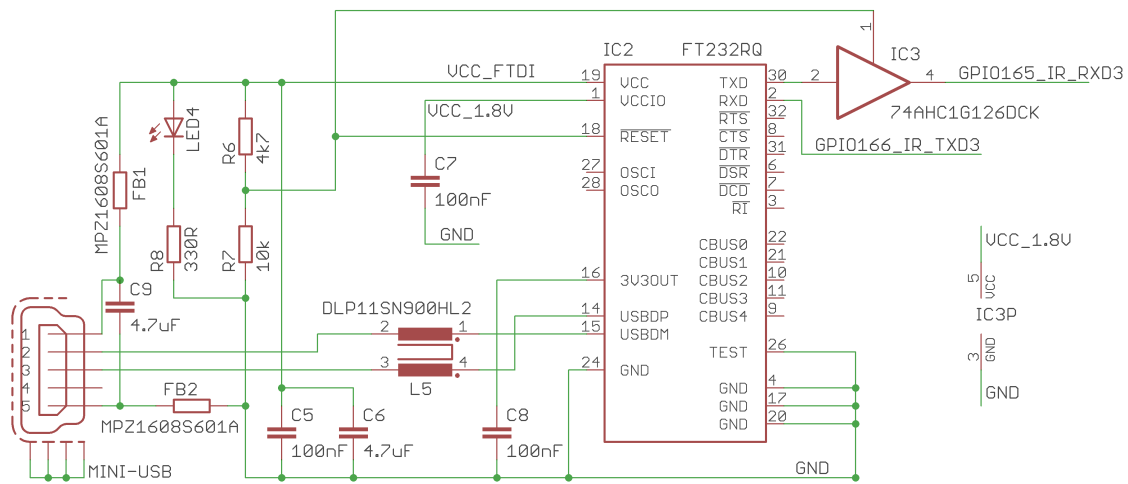 IC2
FT232RQ
IC3
VCC_FTDI
19 VCC
TXD 30
2
1
4
GPIO165_IR_RXD3
1 VCCIO
RXD 2
VCC_1.8V
74AHC1G126DCK
RTS 32
18 RESET
CTS 8
LED4
R6
4k7
DTR 31
GPIO166_IR_TXD3
C7
100nF
27 OSCI
DSR 6
28 OSCO
DCD 7
RI 3
MPZ1608S601A
FB1
GND
R8
330R
R7
10k
CBUS0 22
CBUS1 21
16 3V3OUT
CBUS2 10
CBUS3 11
CBUS4 9
VCC_1.8V
5
VCC
IC3P
3
GND
GND
C9
4.7uF
DLP11SN900HL2
2
1
3
4
L5
14 USBDP
15 USBDM
TEST 26
24 GND
GND 4
GND 17
GND 20
1
2
3
4
5
FB2
MPZ1608S601A
C5
100nF
C6
4.7uF
C8
100nF
MINI-USB
GND